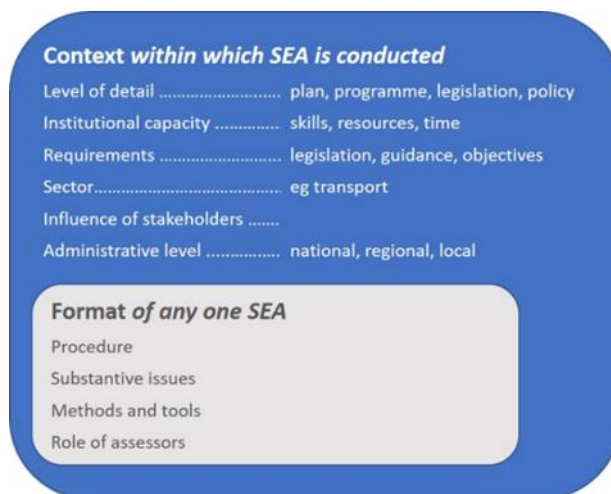 Context within which SEA is conducted
Level of detail ............................ plan, programme, legislation, policy
Institutional capacity .............. skills, resources, time
Requirements .......................... legislation, guidance, objectives
Sector......................................... eg transport
Influence of stakeholders .......
Administrative level ................ national, regional, local
Format of any one SEA
Procedure
Substantive issues
Methods and tools
Role of assessors